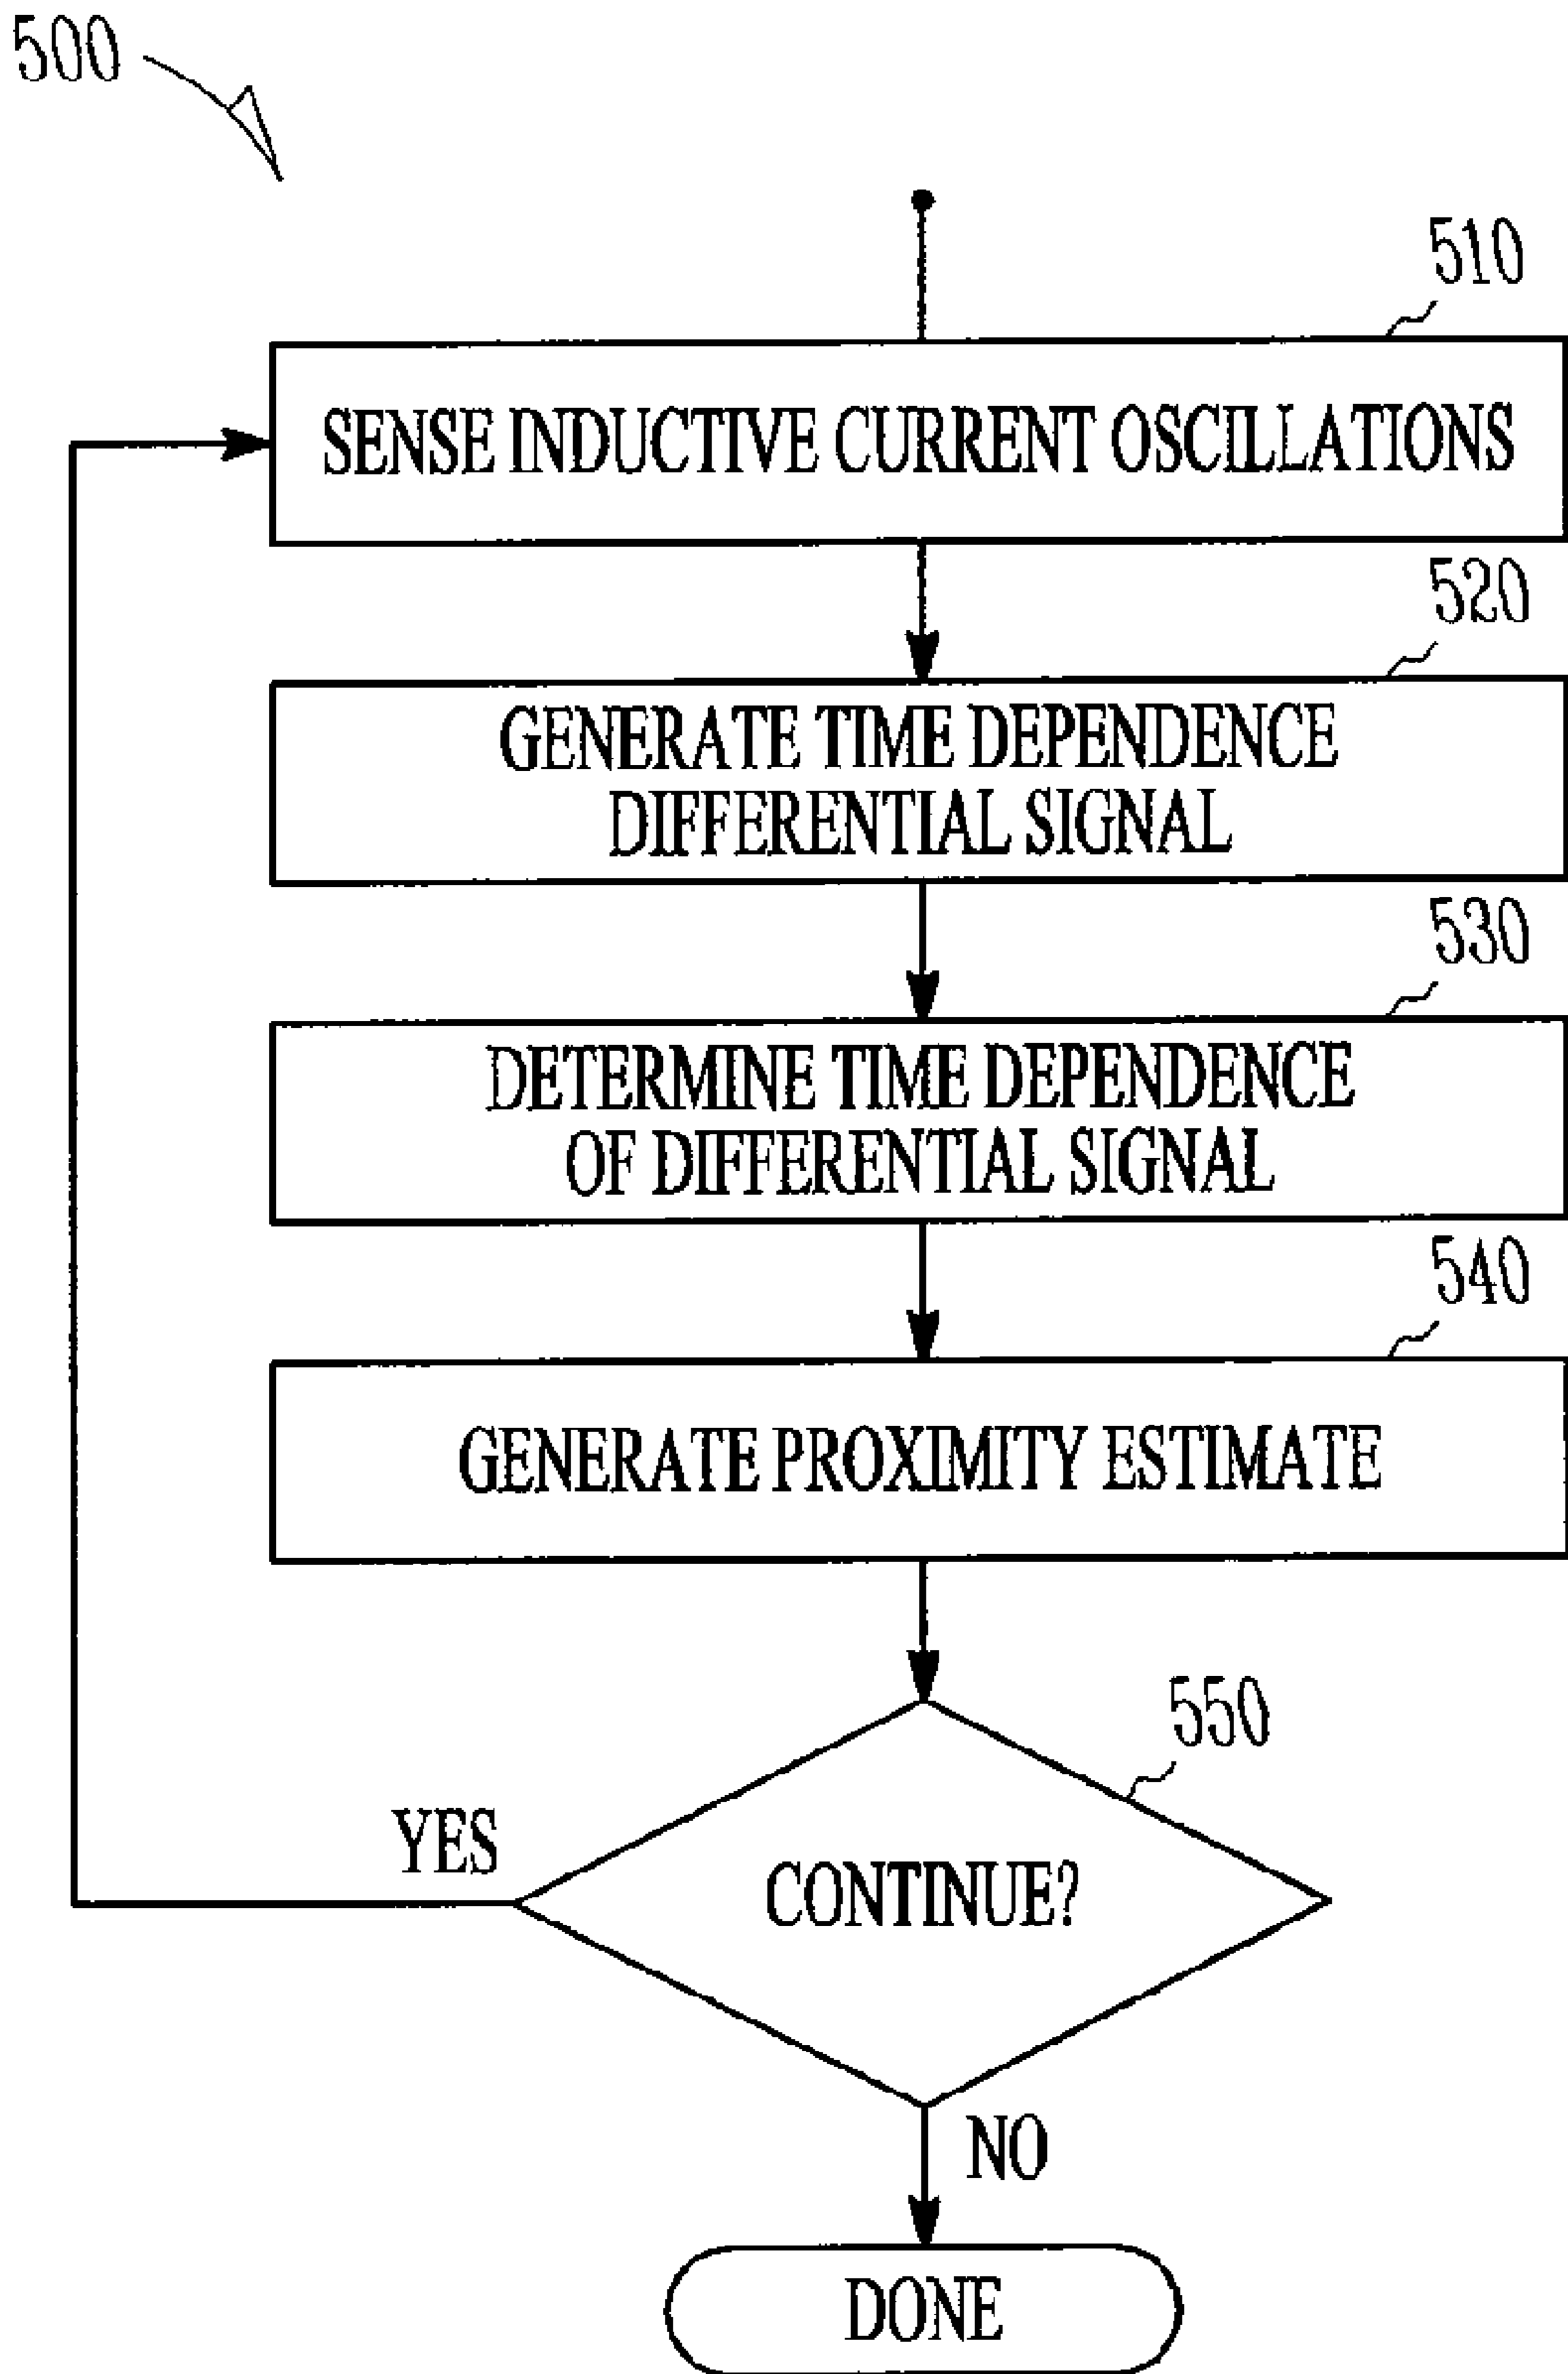 500
510
SENSE INDUCTIVE CURRENT OSCILLATIONS
520
GENERATE TIME DEPENDENCE
DIFFERENTIAL SIGNAL
530
DETERMINE TIME DEPENDENCE
OF DIFFERENTIAL SIGNAL
540
GENERATE PROXIMITY ESTIMATE
550
YES
CONTINUE?
NO
DONE